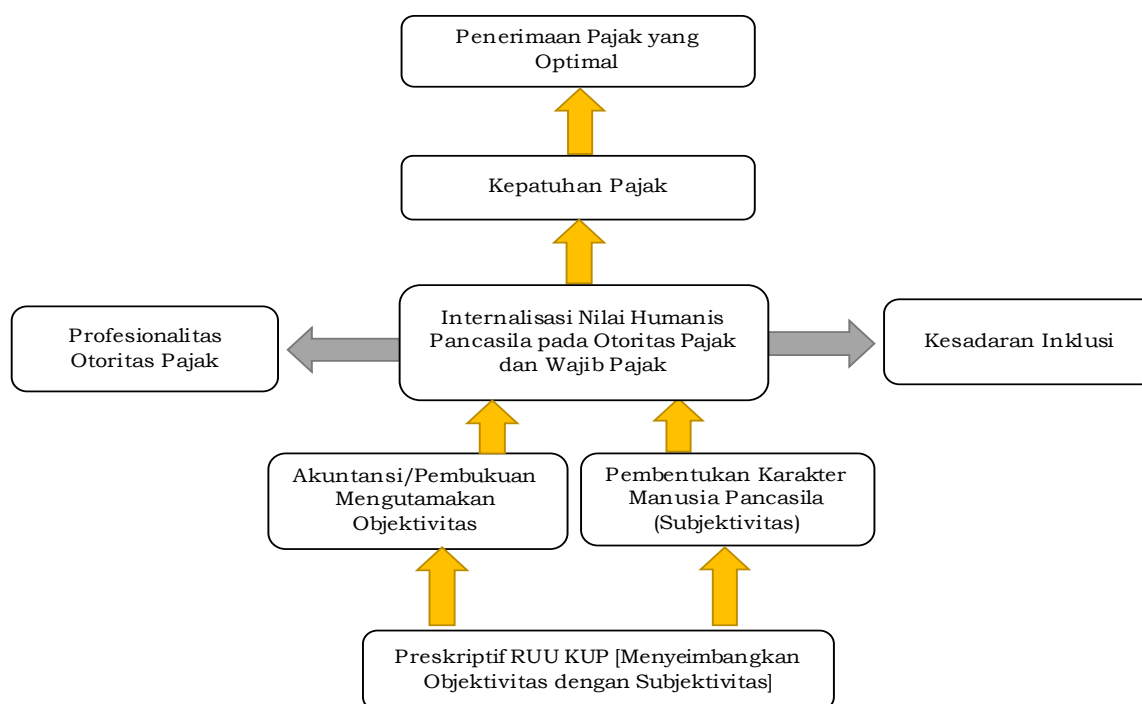 Penerimaan Pajak yang
Optimal
Kepatuhan Pajak
Profesionalitas
Otoritas Pajak
Internalisasi Nilai Humanis
Pancasila pada Otoritas Pajak
dan Wajib Pajak
Kesadaran Inklusi
Akuntansi/Pembukuan
Mengutamakan
Objektivitas
Pembentukan Karakter
Manusia Pancasila
(Subjektivitas)
Preskriptif RUU KUP [Menyeimbangkan
Objektivitas dengan Subjektivitas]